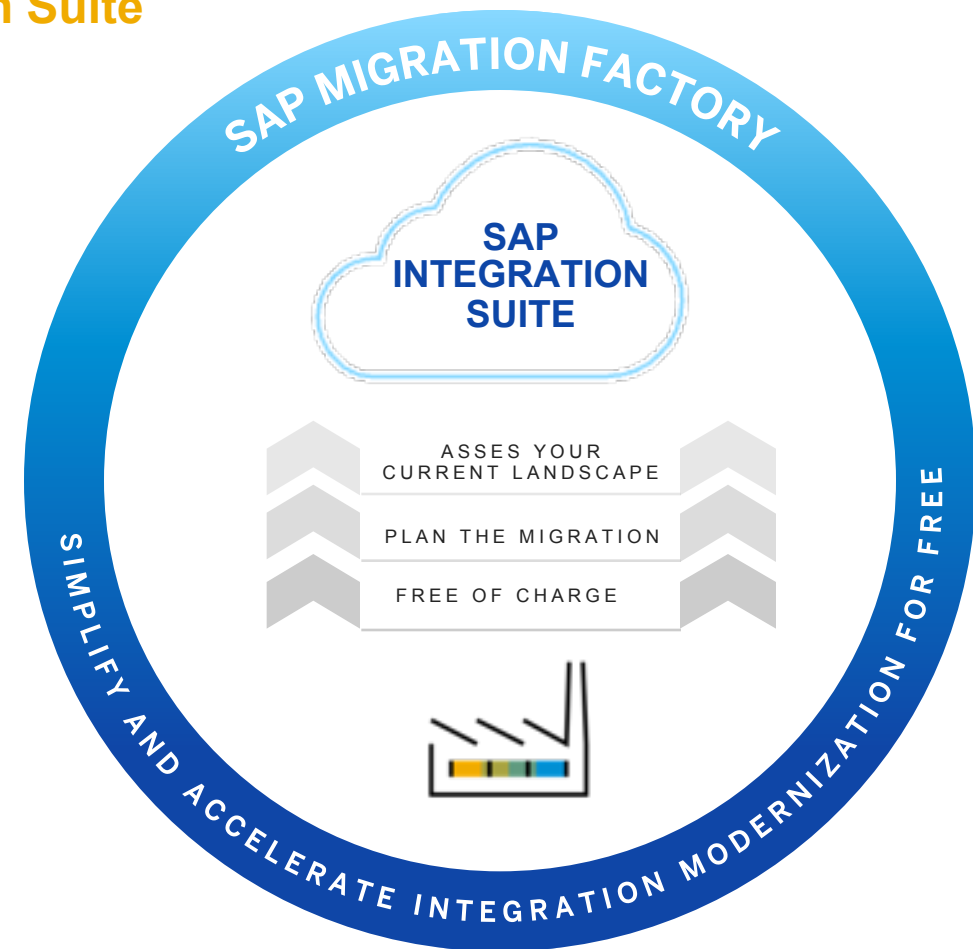 n Suite
SAP MIGRATION FACTORY
SAP
INTEGRATION
SUITE
ASSES YOUR
CURRENT LANDSCAPE
PLAN THE MIGRATION
FREE OF CHARGE
SIMPLIFY AND ACCELERATE INTEGRATION MODERNIZATION FOR FREE